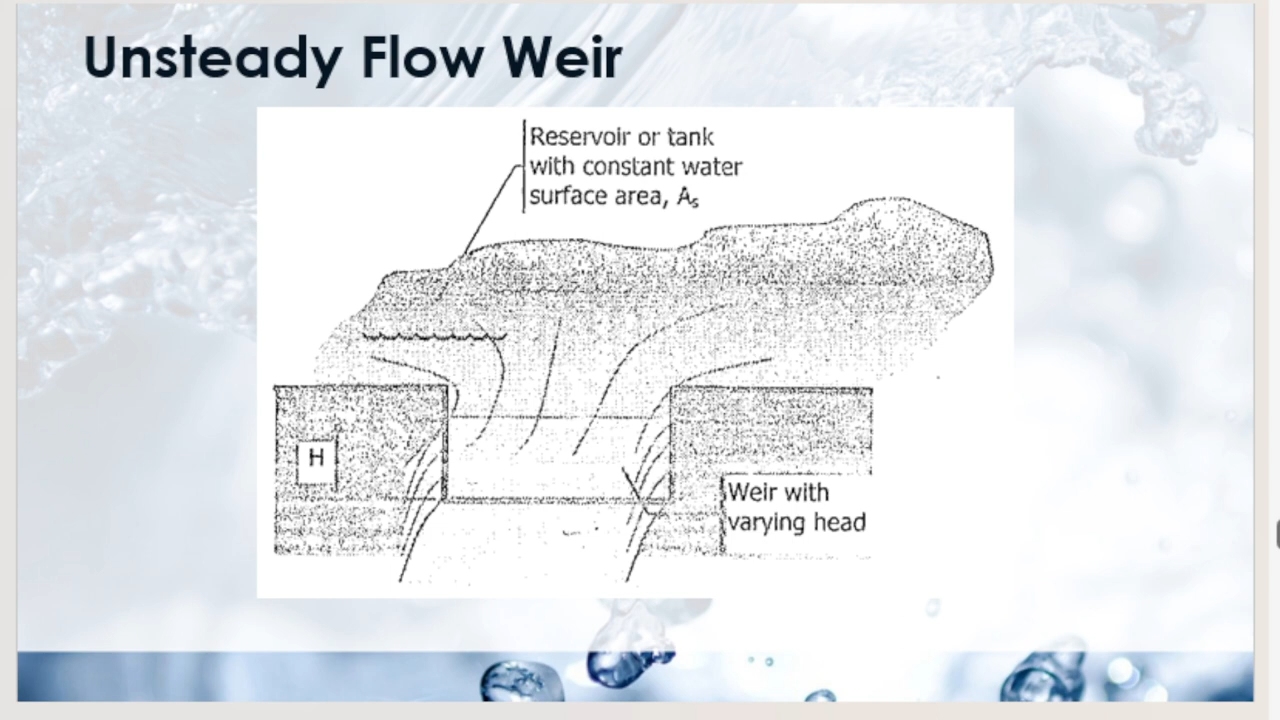 Unsteady Flow Weir
Reservoir or tank
with constant water
surface area, Aₛ
H
Weir with
varying head